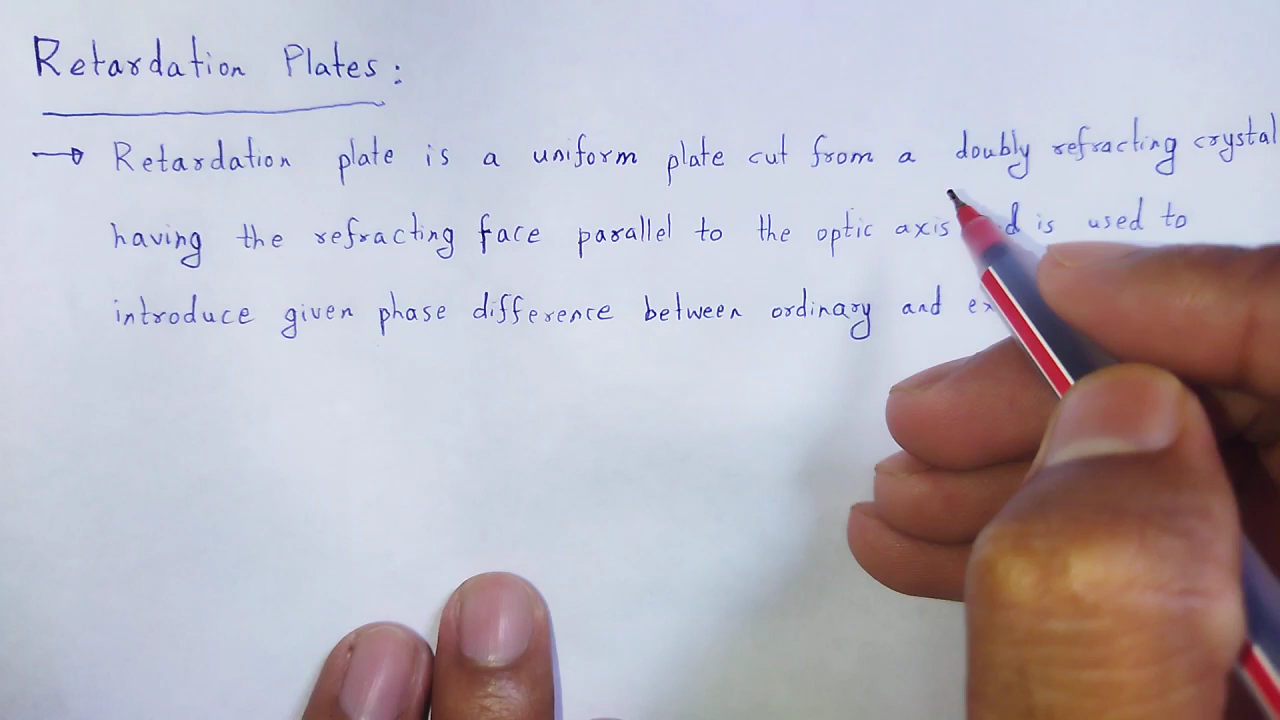 Retardation Plates:
→ Retardation plate is a uniform plate cut from a doubly refracting crystal
having the refracting face parallel to the optic axis is used to
introduce given phase difference between ordinary and